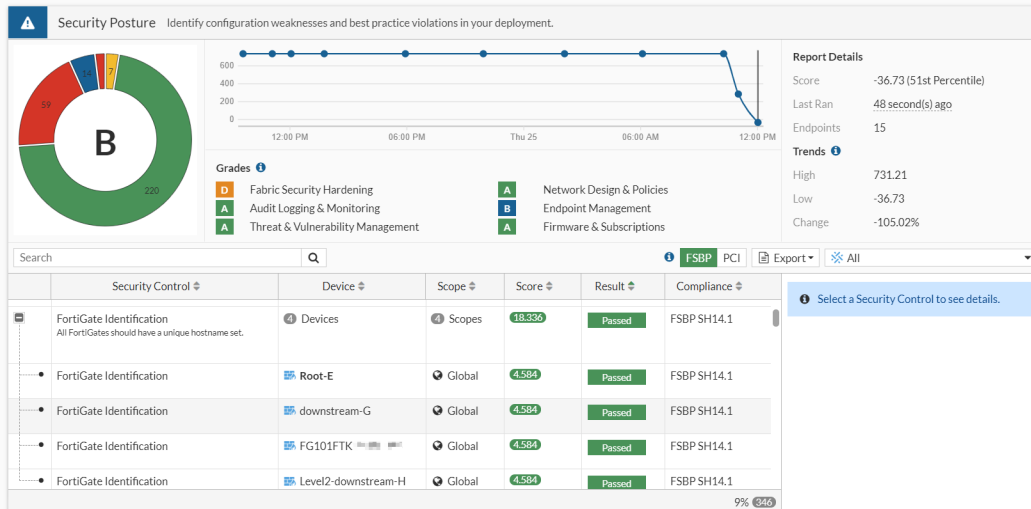 Security Posture Identify configuration weaknesses and best practice violations in your deployment.
7
14
59
B
220
600
400
200
0
12:00 PM 06:00 PM Thu 25 06:00 AM 12:00 PM
Grades
D Fabric Security Hardening
A Audit Logging & Monitoring
A Threat & Vulnerability Management
A Network Design & Policies
B Endpoint Management
A Firmware & Subscriptions
Report Details
Score -36.73 (51st Percentile)
Last Ran 48 second(s) ago
Endpoints 15
Trends
High 731.21
Low -36.73
Change -105.02%
Search FSBP PCI Export All
Security Control Device Scope Score Result Compliance
FortiGate Identification 4 Devices 4 Scopes 18.336 Passed FSBP SH14.1
All FortiGates should have a unique hostname set.
FortiGate Identification Root-E Global 4.584 Passed FSBP SH14.1
FortiGate Identification downstream-G Global 4.584 Passed FSBP SH14.1
FortiGate Identification FG101FTK Global 4.584 Passed FSBP SH14.1
FortiGate Identification Level2-downstream-H Global 4.584 Passed FSBP SH14.1
9% 346
Select a Security Control to see details.